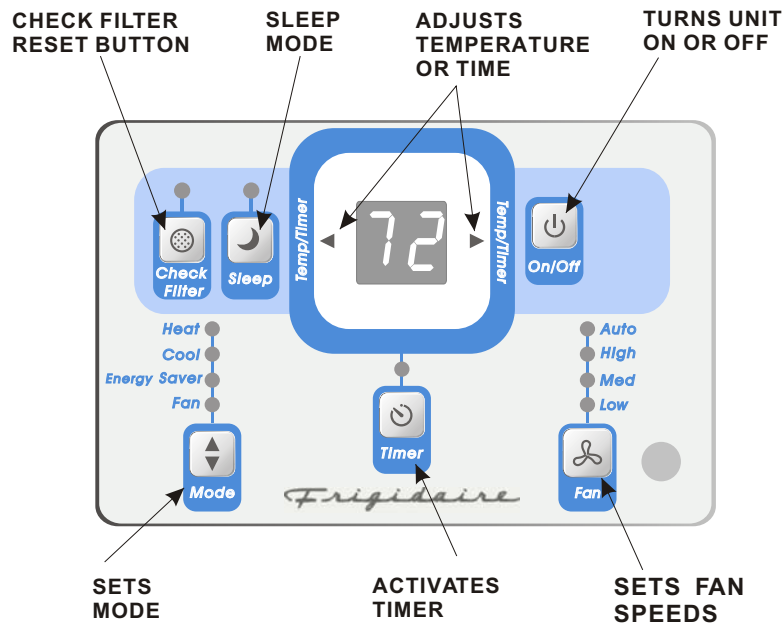 CHECK FILTER
RESET BUTTON
SLEEP
MODE
ADJUSTS
TEMPERATURE
OR TIME
TURNS UNIT
ON OR OFF
Temp/Timer
72
Temp/Timer
Check
Filter
Sleep
On/Off
Heat
Cool
Energy Saver
Fan
Auto
High
Med
Low
Mode
Timer
Fan
Frigidaire
SETS
MODE
ACTIVATES
TIMER
SETS FAN
SPEEDS